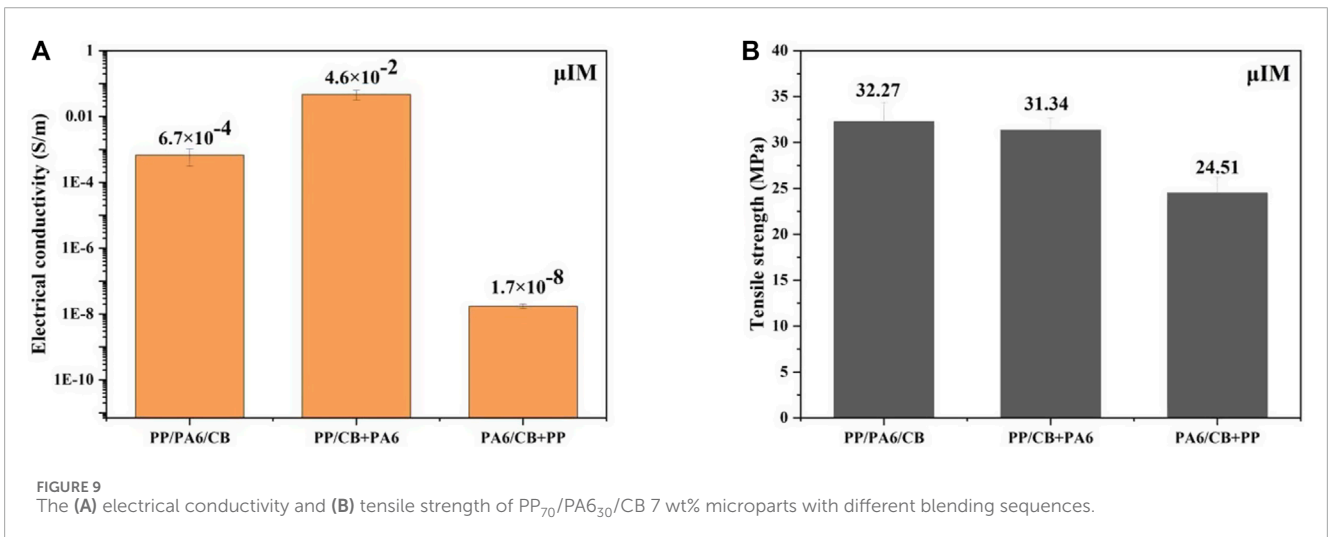 A
μIM
Electrical conductivity (S/m)
1
0.01
1E-4
1E-6
1E-8
1E-10
6.7×10⁻⁴
4.6×10⁻²
1.7×10⁻⁸
PP/PA6/CB
PP/CB+PA6
PA6/CB+PP
B
μIM
Tensile strength (MPa)
40
35
30
25
20
15
10
5
0
32.27
31.34
24.51
PP/PA6/CB
PP/CB+PA6
PA6/CB+PP
FIGURE 9
The (A) electrical conductivity and (B) tensile strength of PP₇₀/PA6₃₀/CB 7 wt% microparts with different blending sequences.